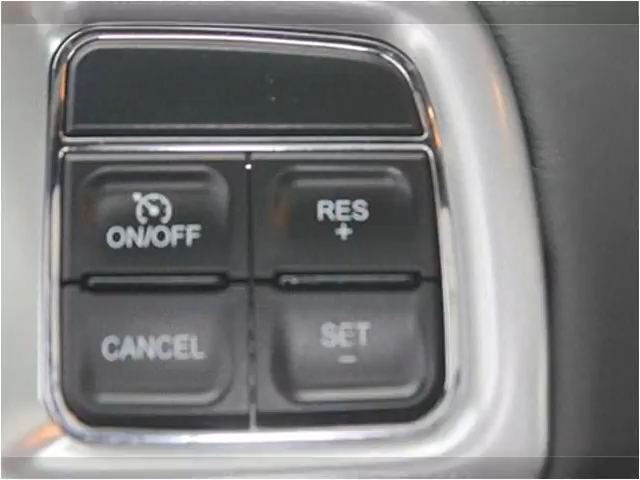 ON/OFF
RES
+
CANCEL
SET
-